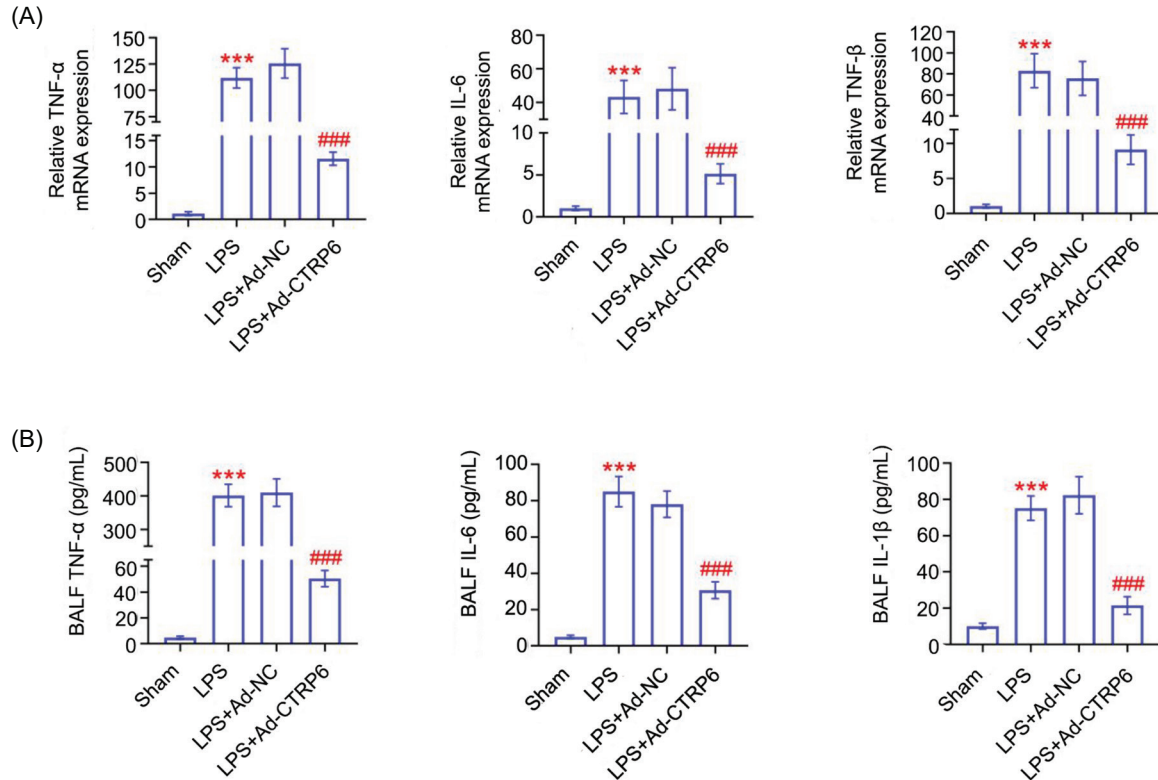 (A)
Relative TNF-α
mRNA expression
150
125
100
75
15
10
5
0
***
###
Sham
LPS
LPS+Ad-NC
LPS+Ad-CTRP6
Relative IL-6
mRNA expression
80
60
40
20
10
5
0
***
###
Sham
LPS
LPS+Ad-NC
LPS+Ad-CTRP6
Relative TNF-β
mRNA expression
120
100
80
60
40
10
5
0
***
###
Sham
LPS
LPS+Ad-NC
LPS+Ad-CTRP6
(B)
BALF TNF-α (pg/mL)
500
400
300
60
40
20
0
***
###
Sham
LPS
LPS+Ad-NC
LPS+Ad-CTRP6
BALF IL-6 (pg/mL)
100
80
60
40
20
0
***
###
Sham
LPS
LPS+Ad-NC
LPS+Ad-CTRP6
BALF IL-1β (pg/mL)
100
80
60
40
20
0
***
###
Sham
LPS
LPS+Ad-NC
LPS+Ad-CTRP6